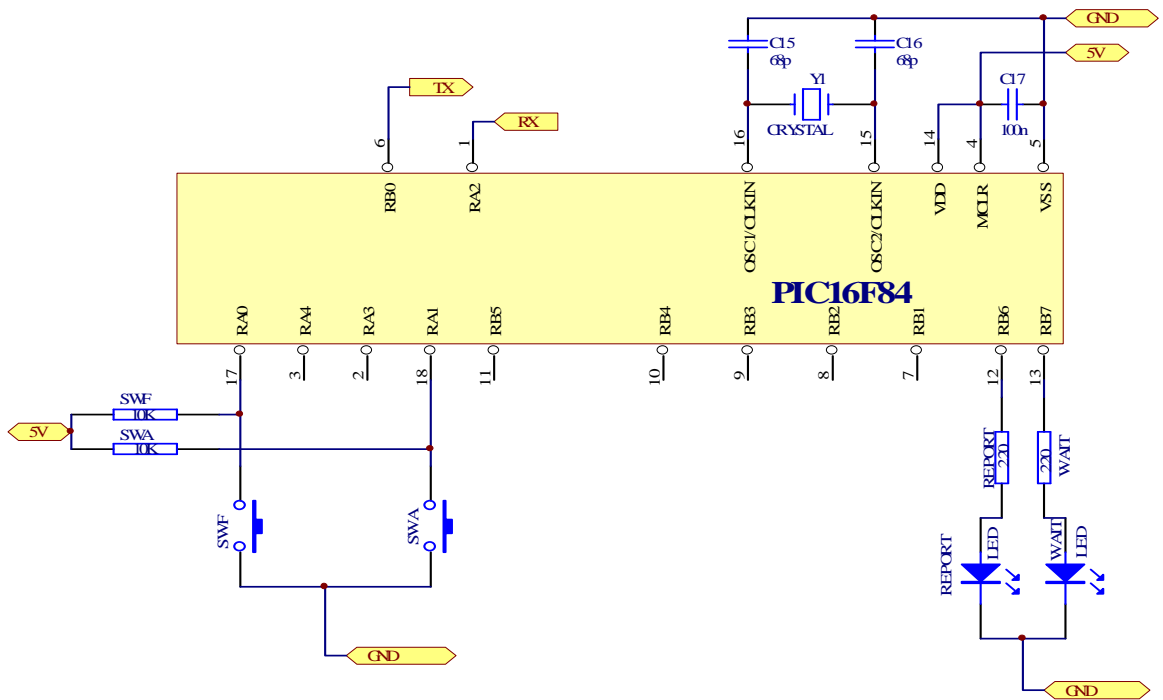 GND
C15
68p
C16
68p
5V
TX
Y1
C17
RX
CRYSTAL
100n
6
1
16
15
14
4
5
RB0
RA2
OSC1/CLKIN
OSC2/CLKIN
VDD
MCLR
VSS
PIC16F84
RA0
RA4
RA3
RA1
RB5
RB4
RB3
RB2
RB1
RB6
RB7
17
3
2
18
11
10
9
8
7
12
13
SWF
10K
5V
SWA
10K
REPORT
220
220
WAIT
SWF
SWA
REPORT
LED
WAIT
LED
GND
GND